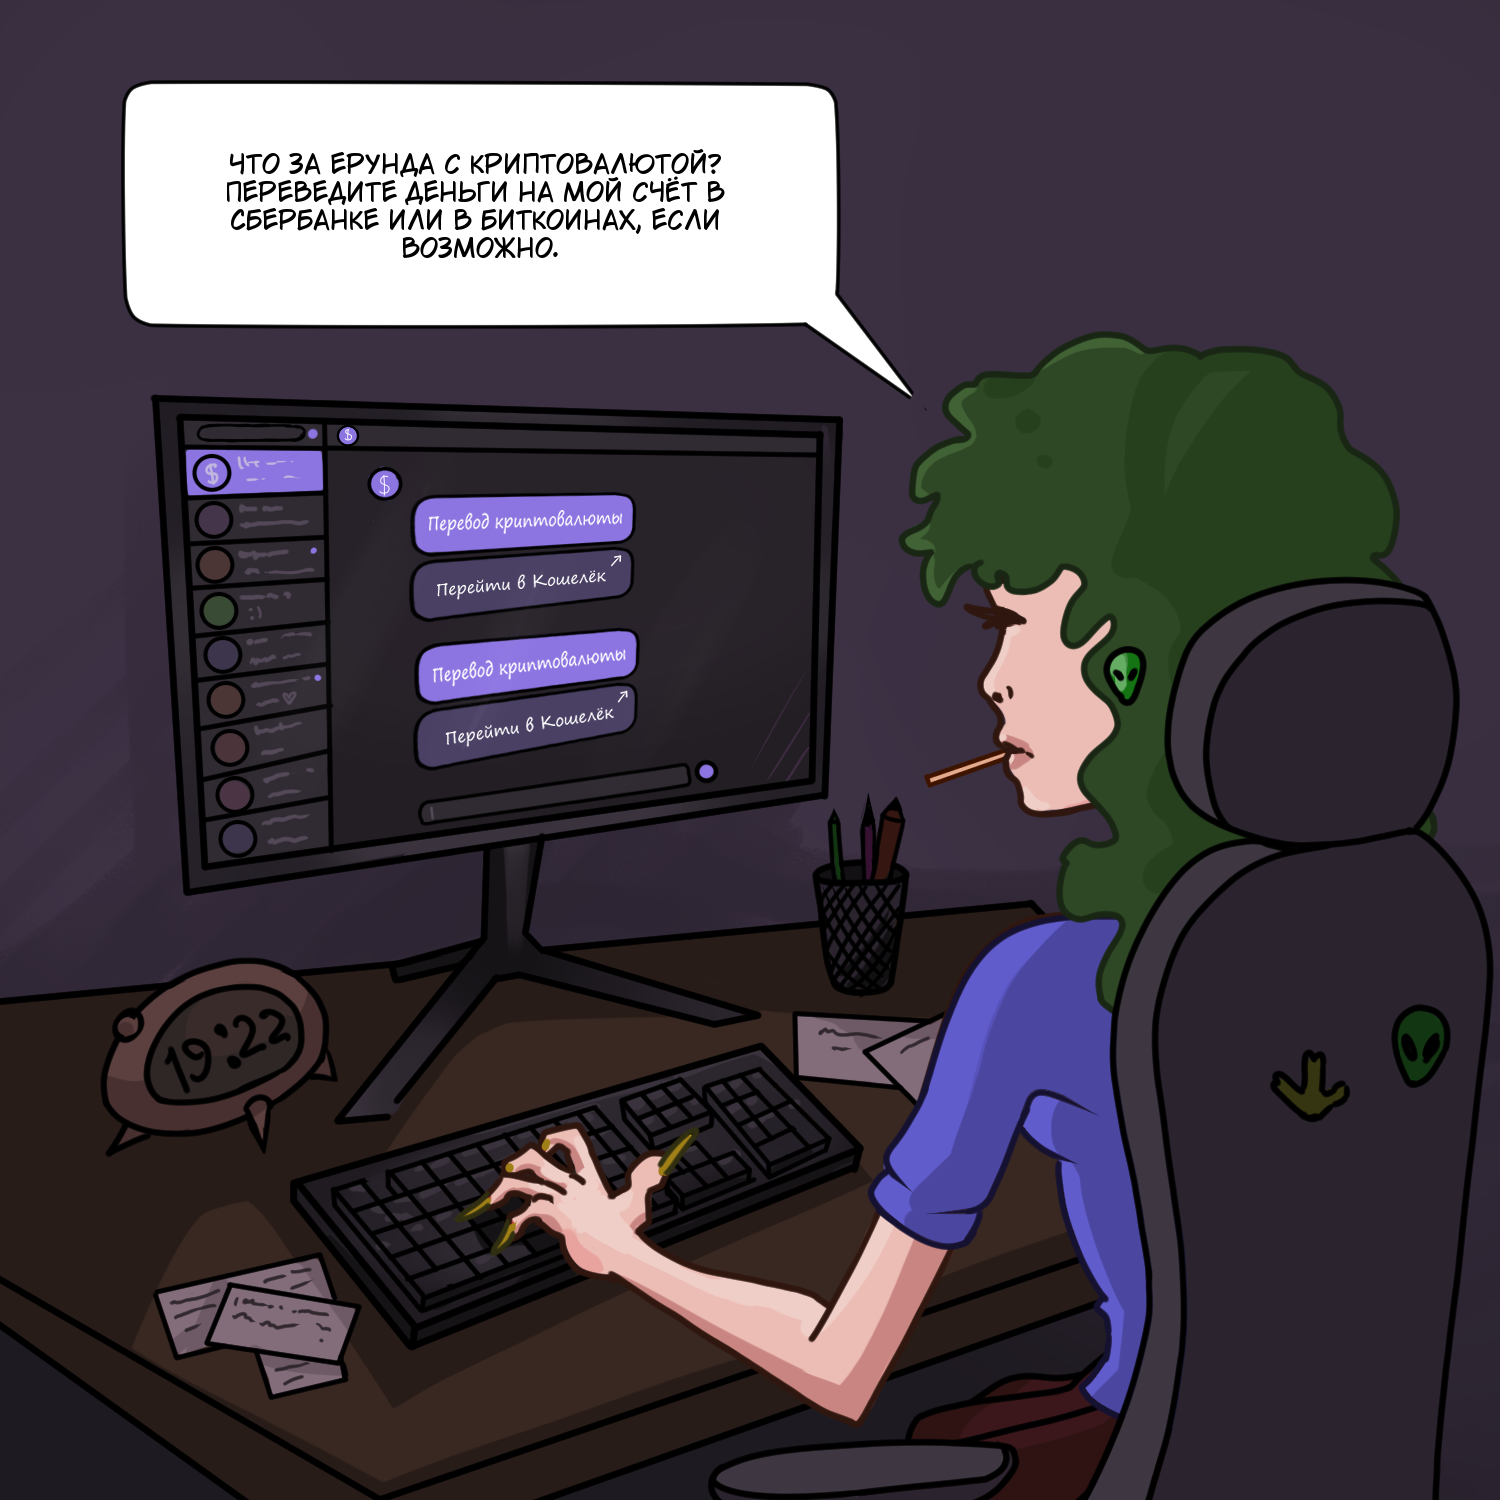 ЧТО ЗА ЕРУНДА С КРИПТОВАЛЮТОЙ?
ПЕРЕВЕДИТЕ ДЕНЬГИ НА МОЙ СЧЁТ В
СБЕРБАНКЕ ИЛИ В БИТКОИНАХ, ЕСЛИ
ВОЗМОЖНО.
$
$
$
Перевод криптовалюты
Перейти в Кошелёк
:)
Перевод криптовалюты
Перейти в Кошелёк
19:22